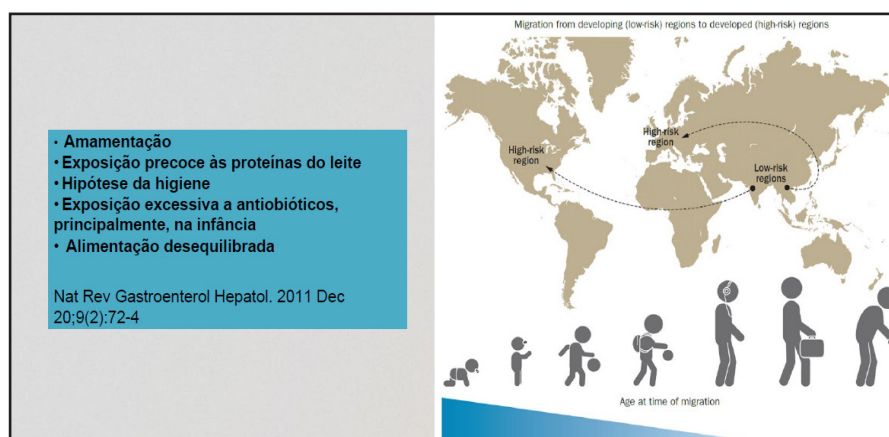 • Amamentação
• Exposição precoce às proteínas do leite
• Hipótese da higiene
• Exposição excessiva a antibióticos,
principalmente, na infância
• Alimentação desequilibrada
Nat Rev Gastroenterol Hepatol. 2011 Dec
20;9(2):72-4
Migration from developing (low-risk) regions to developed (high-risk) regions
High-risk
region
High-risk
region
Low-risk
regions
Age at time of migration